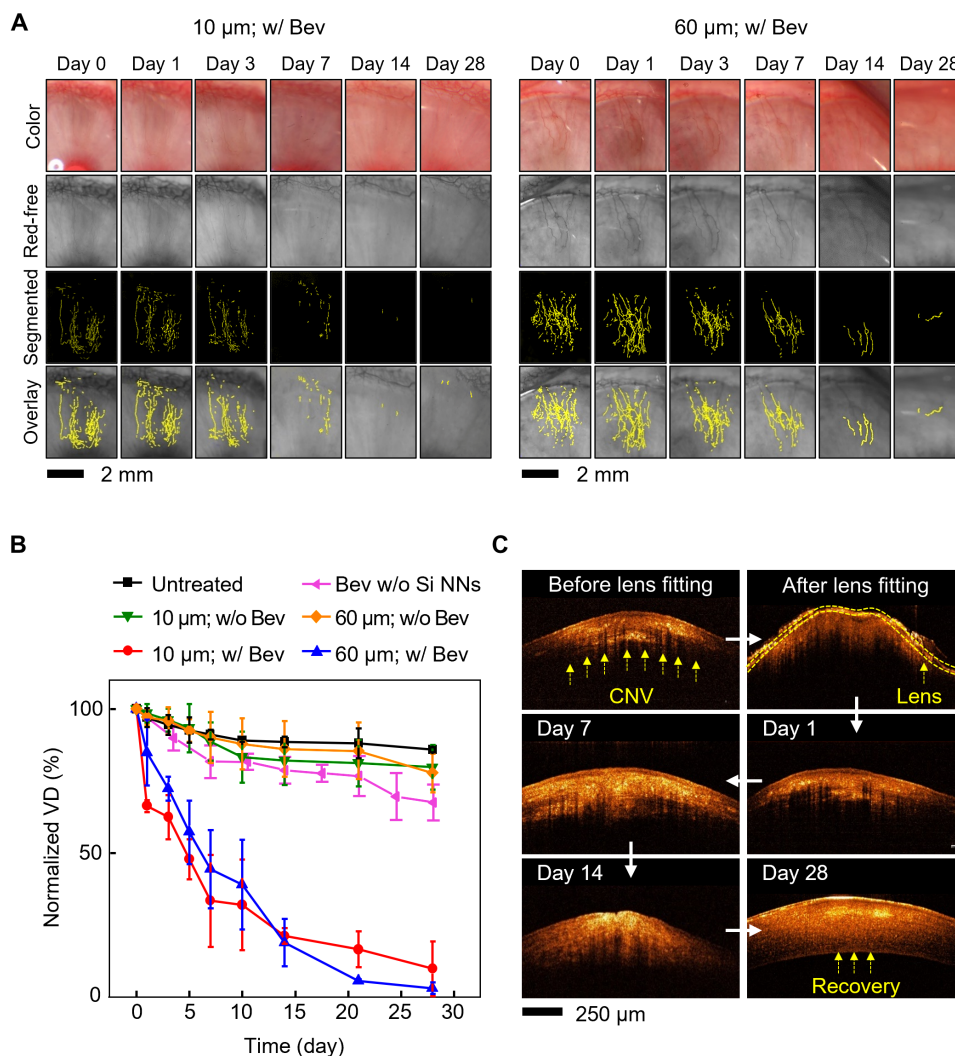 A
10 µm; w/ Bev
60 µm; w/ Bev
Day 0 Day 1 Day 3 Day 7 Day 14 Day 28
Day 0 Day 1 Day 3 Day 7 Day 14 Day 28
Color
Red-free
Segmented
Overlay
2 mm
2 mm
B
Untreated
Bev w/o Si NNs
10 µm; w/o Bev
60 µm; w/o Bev
10 µm; w/ Bev
60 µm; w/ Bev
Normalized VD (%)
100
50
0
0 5 10 15 20 25 30
Time (day)
C
Before lens fitting
After lens fitting
CNV
Lens
Day 7
Day 1
Day 14
Day 28
Recovery
250 µm